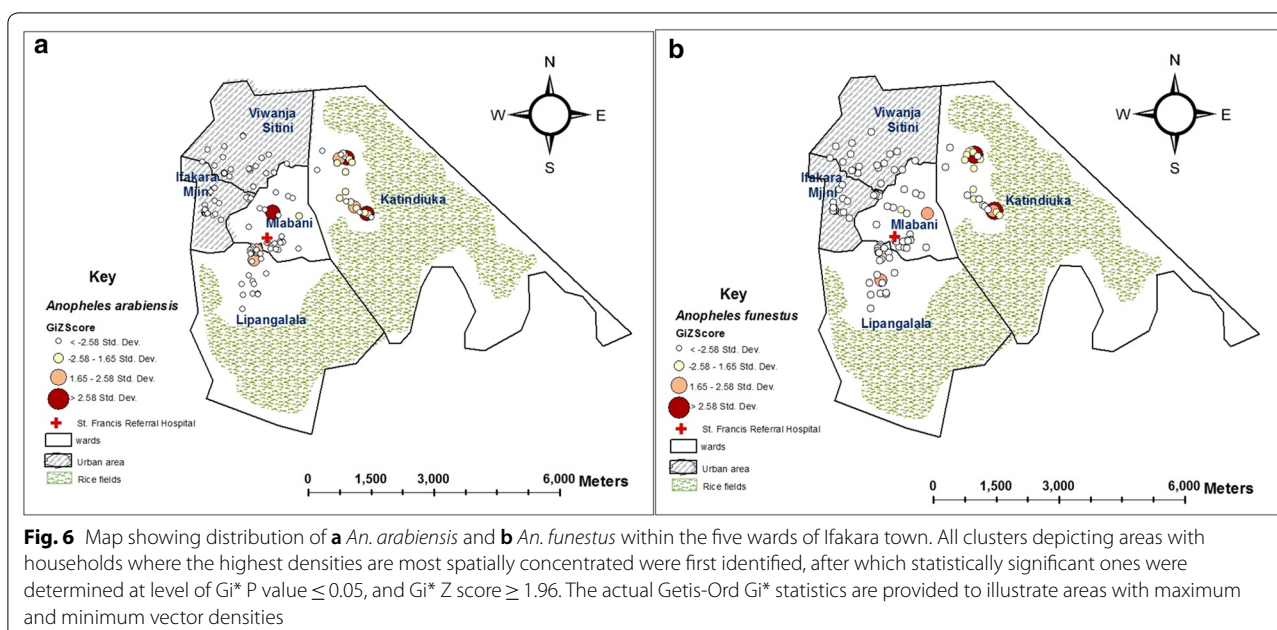 a
N
W
E
S
Viwanja
Sitini
Ifakara
Mjini
Mlabani
Katindiuka
Lipangalala
Key
Anopheles arabiensis
GiZScore
< -2.58 Std. Dev.
-2.58 - 1.65 Std. Dev.
1.65 - 2.58 Std. Dev.
> 2.58 Std. Dev.
St. Francis Referral Hospital
wards
Urban area
Rice fields
0 1,500 3,000 6,000 Meters
b
N
W
E
S
Viwanja
Sitini
Ifakara
Mjini
Mlabani
Katindiuka
Lipangalala
Key
Anopheles funestus
GiZScore
< -2.58 Std. Dev.
-2.58 - 1.65 Std. Dev.
1.65 - 2.58 Std. Dev.
> 2.58 Std. Dev.
St. Francis Referral Hospital
wards
Urban area
Rice fields
0 1,500 3,000 6,000 Meters
Fig. 6 Map showing distribution of a An. arabiensis and b An. funestus within the five wards of Ifakara town. All clusters depicting areas with
households where the highest densities are most spatially concentrated were first identified, after which statistically significant ones were
determined at level of Gi* P value ≤ 0.05, and Gi* Z score ≥ 1.96. The actual Getis-Ord Gi* statistics are provided to illustrate areas with maximum
and minimum vector densities